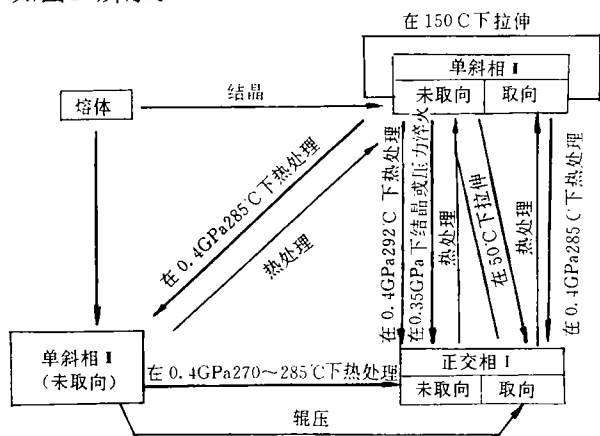 在150℃下拉伸
单斜相 Ⅱ
未取向 取向
熔体
结晶
在0.4GPa285℃下热处理
热处理
在0.4GPa292℃下热处理
在0.35GPa下结晶或压力淬火
热处理
在50℃下拉伸
热处理
在0.4GPa285℃下热处理
单斜相 Ⅱ
(未取向)
在0.4GPa270～285℃下热处理
正交相 Ⅰ
未取向 取向
辊压